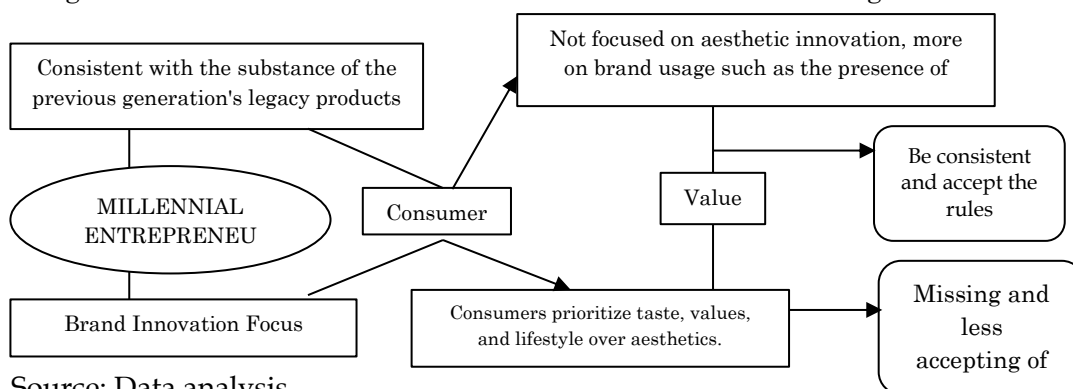 Not focused on aesthetic innovation, more
on brand usage such as the presence of
Consistent with the substance of the
previous generation's legacy products
Be consistent
and accept the
rules
MILLENNIAL
ENTREPRENEU
Consumer
Value
Missing and
less
accepting of
Brand Innovation Focus
Consumers prioritize taste, values,
and lifestyle over aesthetics.
Source: Data analysis